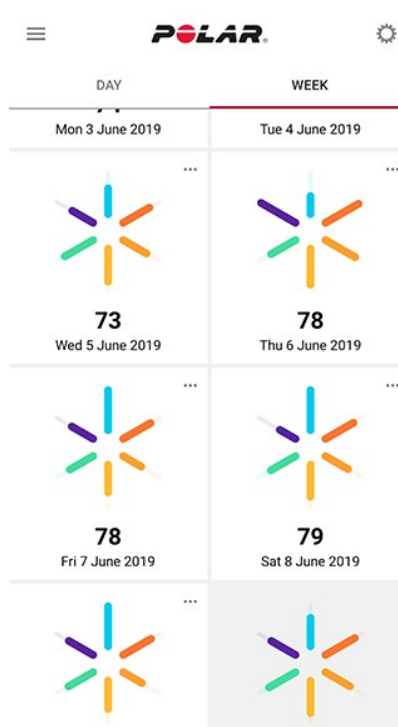 POLAR
DAY WEEK
Mon 3 June 2019 Tue 4 June 2019
73 78
Wed 5 June 2019 Thu 6 June 2019
78 79
Fri 7 June 2019 Sat 8 June 2019